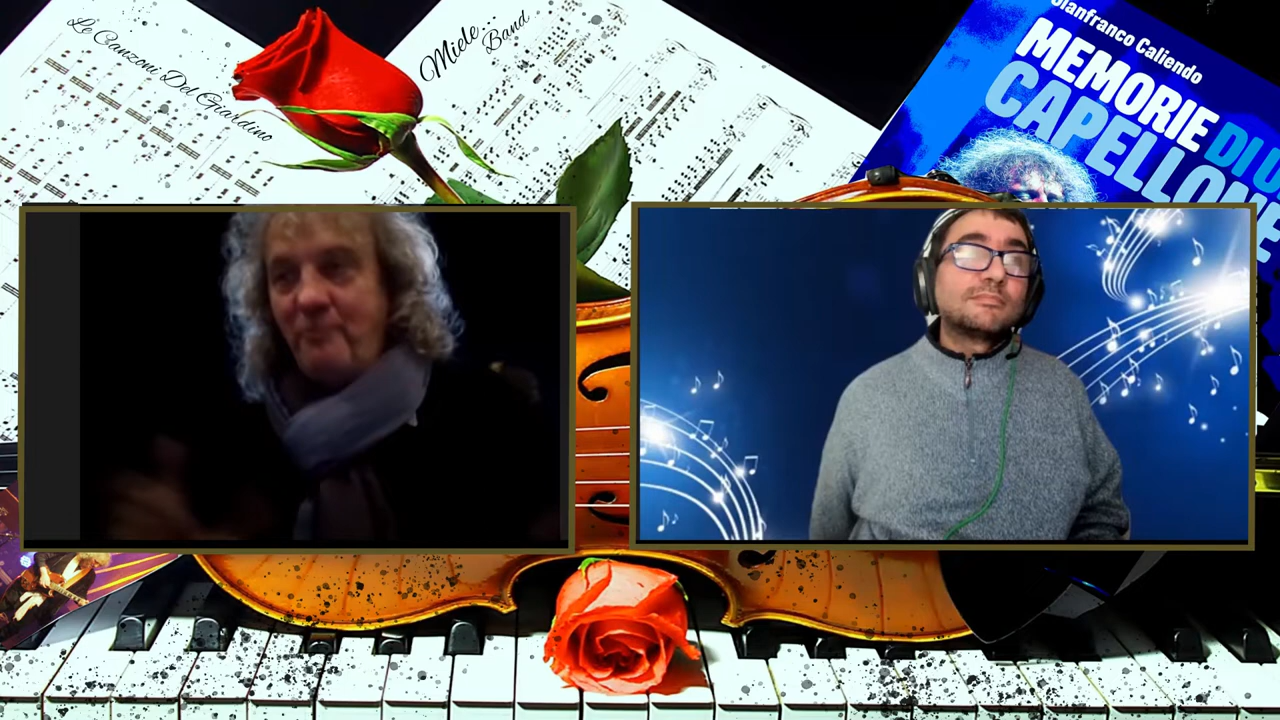 Le Canzoni Del Giardino
Miele ...
Band
Gianfranco Caliendo
MEMORIE DI U
CAPELLONE